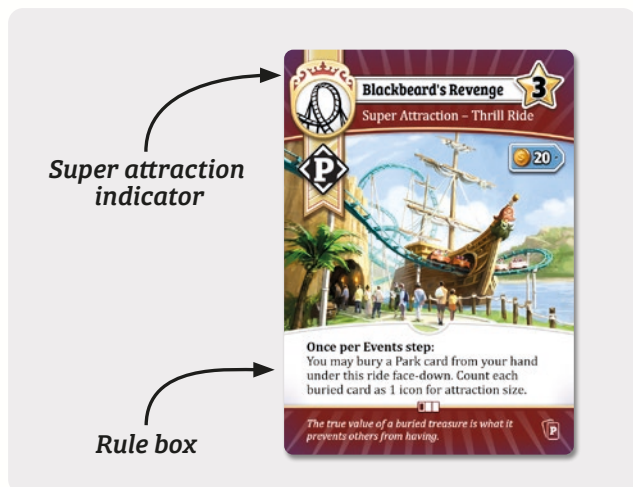 Super attraction
indicator
Rule box
Blackbeard's Revenge
3
Super Attraction – Thrill Ride
P
20
Once per Events step:
You may bury a Park card from your hand
under this ride face-down. Count each
buried card as 1 icon for attraction size.
The true value of a buried treasure is what it
prevents others from having.
P